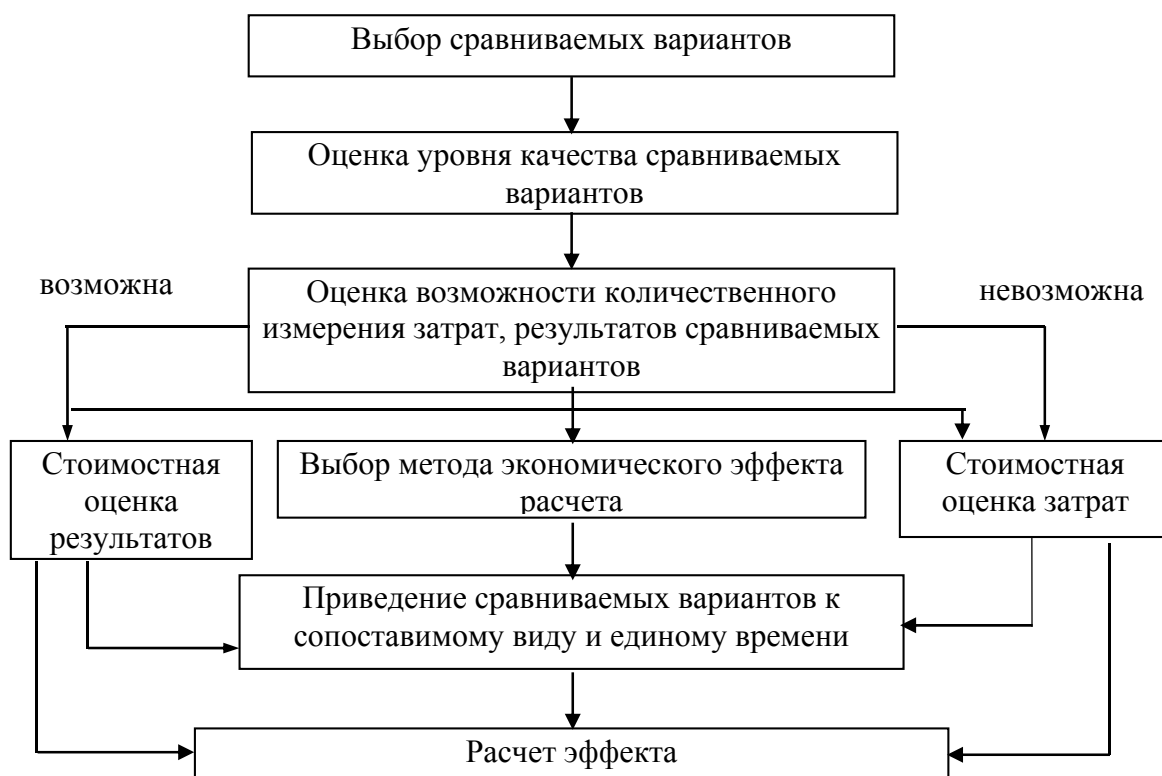 Выбор сравниваемых вариантов
Оценка уровня качества сравниваемых
вариантов
возможна
Оценка возможности количественного
измерения затрат, результатов сравниваемых
вариантов
невозможна
Стоимостная
оценка
результатов
Выбор метода экономического эффекта
расчета
Стоимостная
оценка затрат
Приведение сравниваемых вариантов к
сопоставимому виду и единому времени
Расчет эффекта